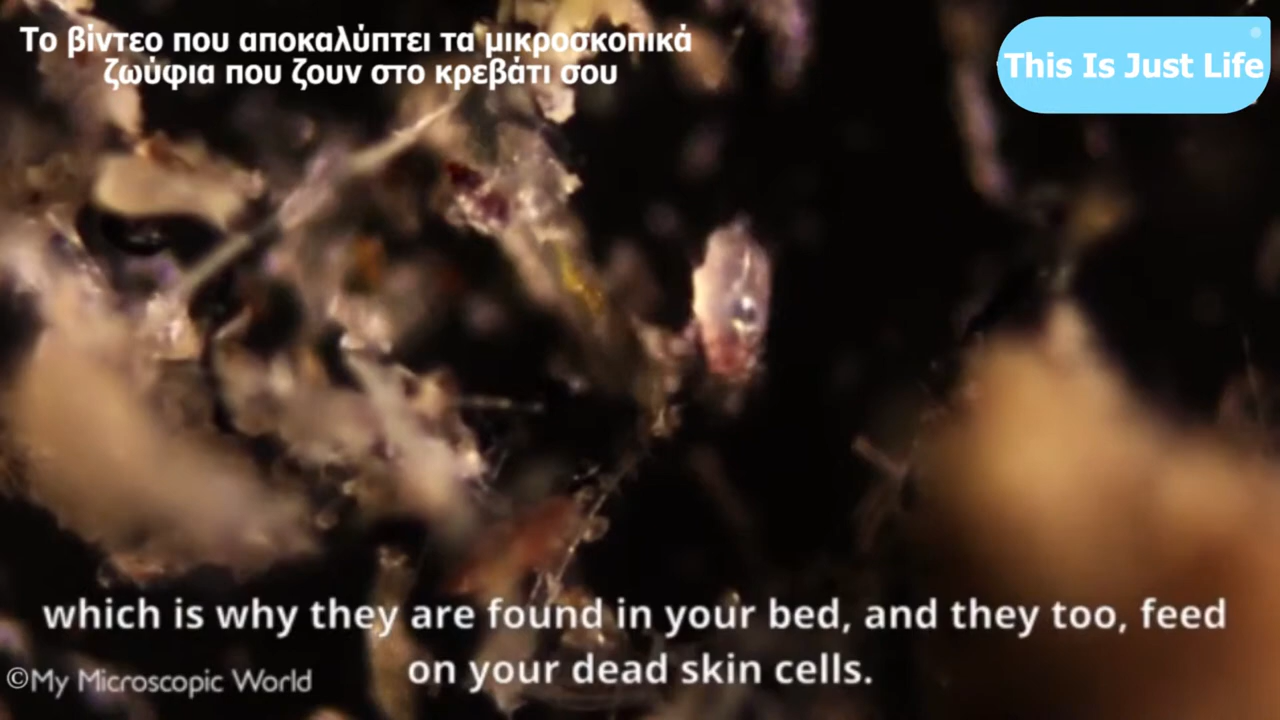 Το βίντεο που αποκαλύπτει τα μικροσκοπικά
ζωύφια που ζουν στο κρεβάτι σου
This Is Just Life
which is why they are found in your bed, and they too, feed
on your dead skin cells.
©My Microscopic World